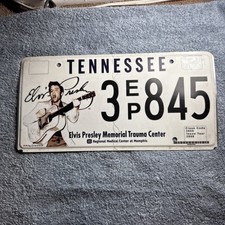 TENNESSEE
Elvis Presley
3 EP 845
Elvis Presley Memorial Trauma Center
Regional Medical Center at Memphis